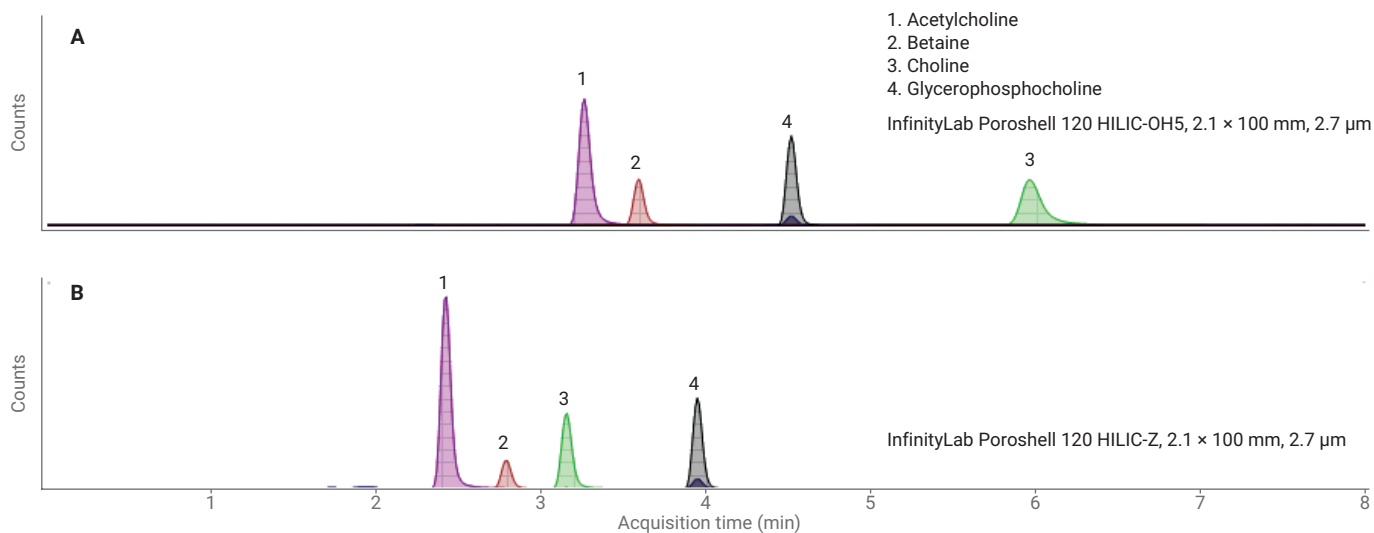 A
Counts
1
2
4
3
1. Acetylcholine
2. Betaine
3. Choline
4. Glycerophosphocholine
InfinityLab Poroshell 120 HILIC-OH5, 2.1 × 100 mm, 2.7 µm
B
Counts
1
2
3
4
InfinityLab Poroshell 120 HILIC-Z, 2.1 × 100 mm, 2.7 µm
1 2 3 4 5 6 7 8
Acquisition time (min)